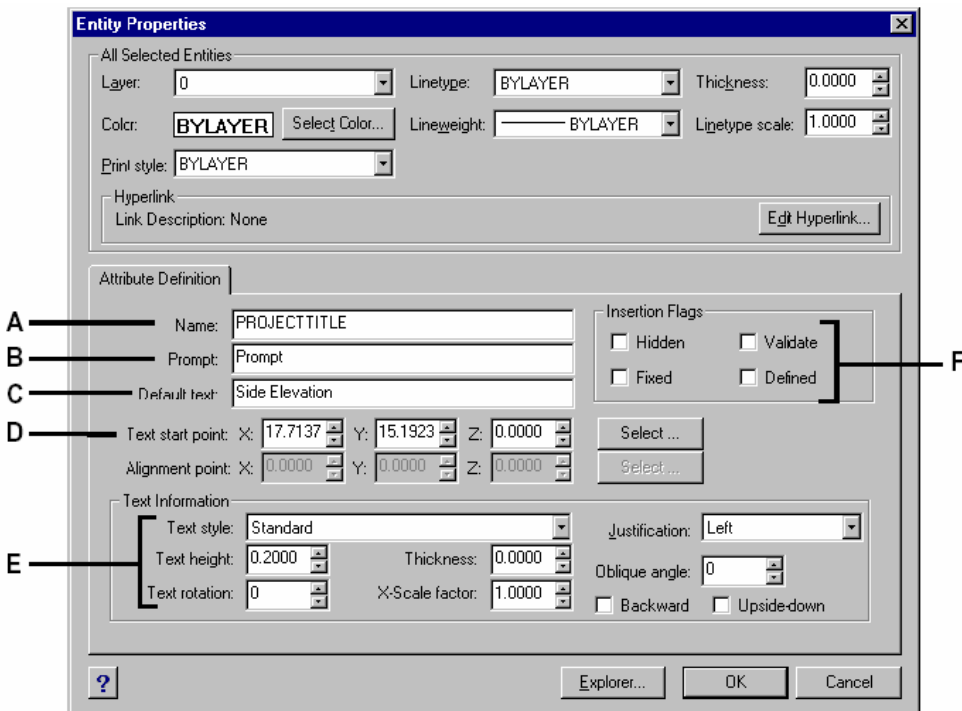 Entity Properties
All Selected Entities
Layer: 0 Linetype: BYLAYER Thickness: 0.0000
Color: BYLAYER Select Color... Lineweight: BYLAYER Linetype scale: 1.0000
Print style: BYLAYER
Hyperlink
Link Description: None Edit Hyperlink...
Attribute Definition
A Name: PROJECTTITLE Insertion Flags
Hidden Validate
B Prompt: Prompt F
Fixed Defined
C Default text: Side Elevation
D Text start point: X: 17.7137 Y: 15.1923 Z: 0.0000 Select ...
Alignment point: X: 0.0000 Y: 0.0000 Z: 0.0000 Select ...
Text Information
Text style: Standard Justification: Left
E Text height: 0.2000 Thickness: 0.0000 Oblique angle: 0
Text rotation: 0 X-Scale factor: 1.0000 Backward Upside-down
? Explorer... OK Cancel